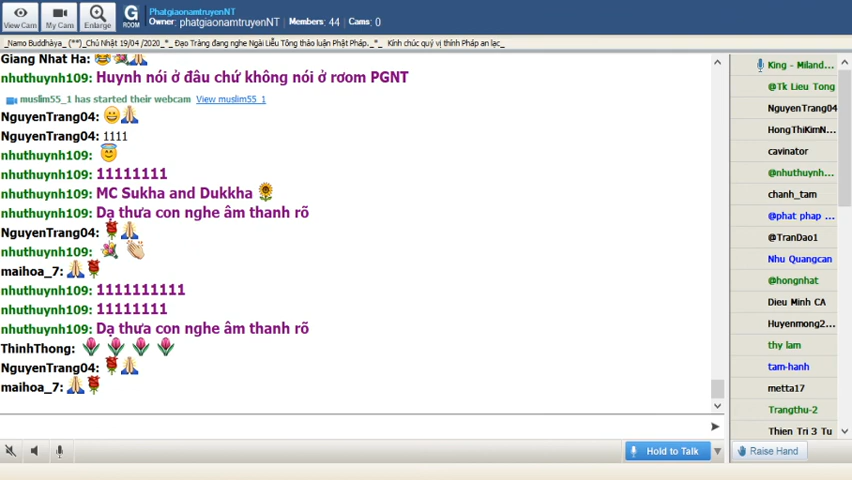 View Cam
My Cam
Enlarge
G
ROOM
PhatgiaonamtruyenNT
Owner: phatgiaonamtruyenNT Members: 44 Cams: 0
_Namo Buddhàya_ (**)_Chủ Nhật 19/04 /2020_*_ Đạo Tràng đang nghe Ngài Liễu Tông thảo luận Phật Pháp._*_ Kính chúc quý vị thính Pháp an lạc_
Giang Nhat Ha:
nhuthuynh109: Huynh nói ở đâu chứ không nói ở rơom PGNT
muslim55_1 has started their webcam View muslim55_1
NguyenTrang04:
NguyenTrang04: 1111
nhuthuynh109:
nhuthuynh109: 11111111
nhuthuynh109: MC Sukha and Dukkha
nhuthuynh109: Dạ thưa con nghe âm thanh rõ
NguyenTrang04:
nhuthuynh109:
maihoa_7:
nhuthuynh109: 1111111111
nhuthuynh109: 11111111
nhuthuynh109: Dạ thưa con nghe âm thanh rõ
ThinhThong:
NguyenTrang04:
maihoa_7:
King - Miland...
@Tk Lieu Tong
NguyenTrang04
HongThiKimN...
cavinator
@nhuthuynh...
chanh_tam
@phat phap ...
@TranDao1
Nhu Quangcan
@hongnhat
Dieu Minh CA
Huyenmong2...
thy lam
tam-hanh
metta17
Trangthu-2
Thien Tri 3 Tu
Hold to Talk
Raise Hand